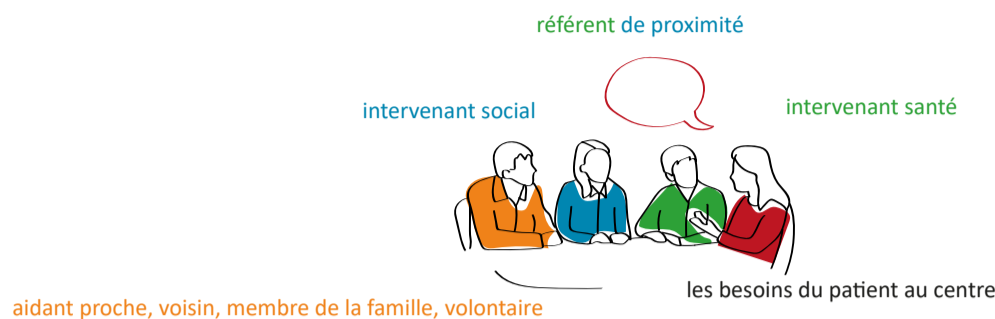 référent de proximité
intervenant social
intervenant santé
les besoins du patient au centre
aidant proche, voisin, membre de la famille, volontaire